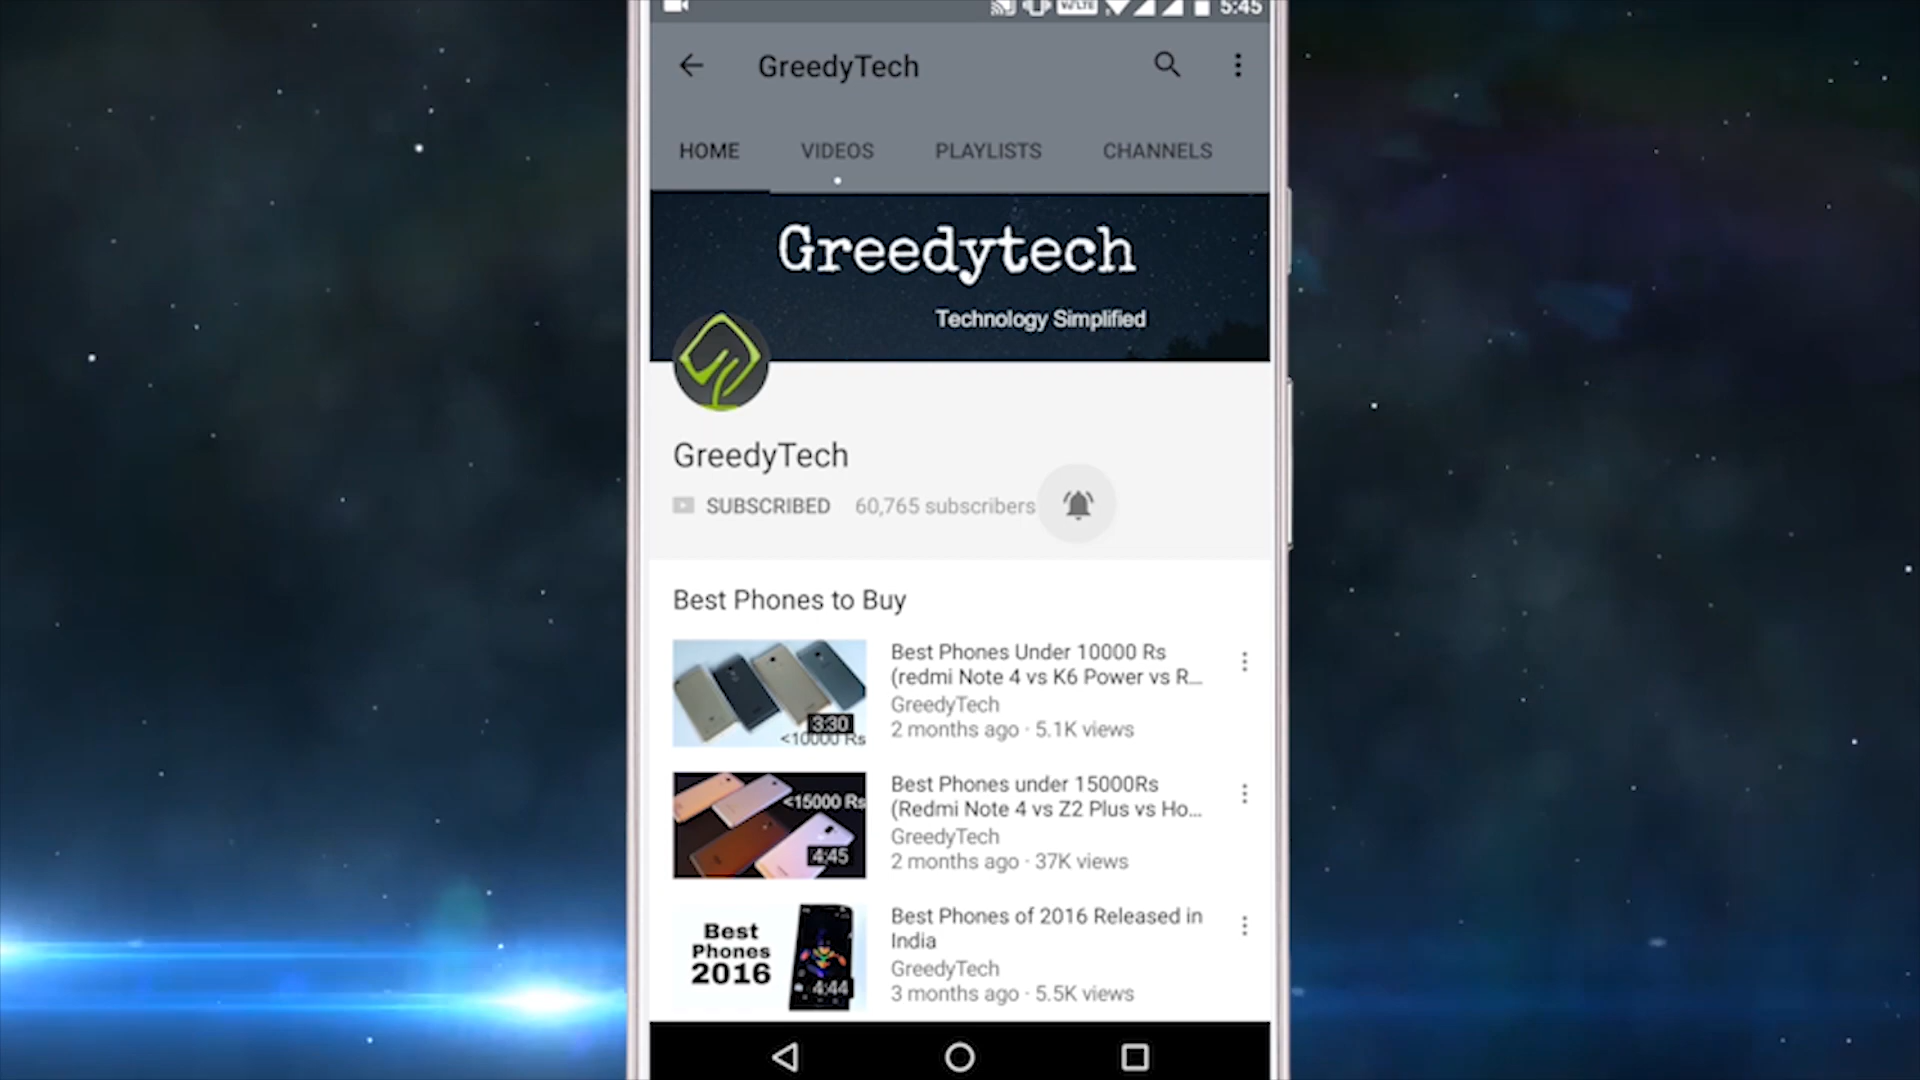 VoLTE 5:45
GreedyTech
HOME VIDEOS PLAYLISTS CHANNELS
Greedytech
Technology Simplified
GreedyTech
SUBSCRIBED 60,765 subscribers
Best Phones to Buy
Best Phones Under 10000 Rs
(redmi Note 4 vs K6 Power vs R...
GreedyTech
2 months ago · 5.1K views
3:30
<10000 Rs
Best Phones under 15000Rs
(Redmi Note 4 vs Z2 Plus vs Ho...
GreedyTech
2 months ago · 37K views
<15000 Rs
4:45
Best Phones of 2016 Released in
India
GreedyTech
3 months ago · 5.5K views
Best
Phones
2016
4:44